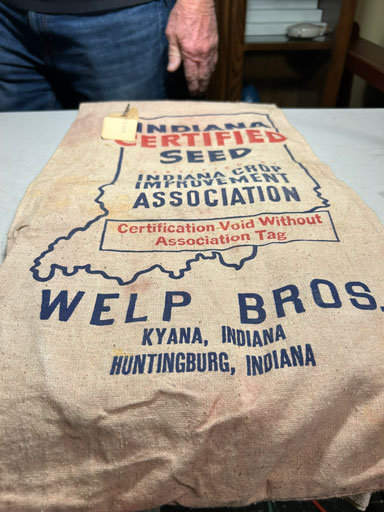 INDIANA
CERTIFIED
SEED
INDIANA CROP
IMPROVEMENT
ASSOCIATION
Certification Void Without
Association Tag
WELP BROS.
KYANA, INDIANA
HUNTINGBURG, INDIANA